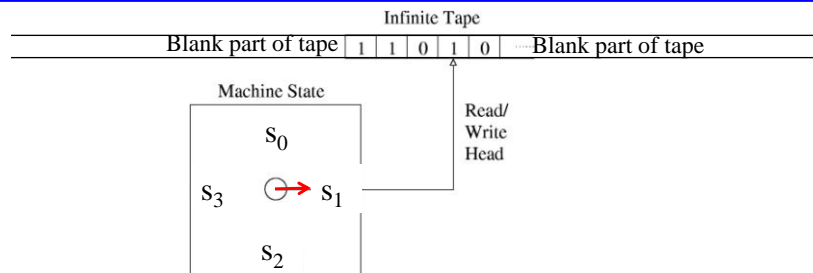 Infinite Tape
Blank part of tape 1 1 0 1 0 ......Blank part of tape
Machine State
Read/
Write
Head
S0
S3 S1
S2